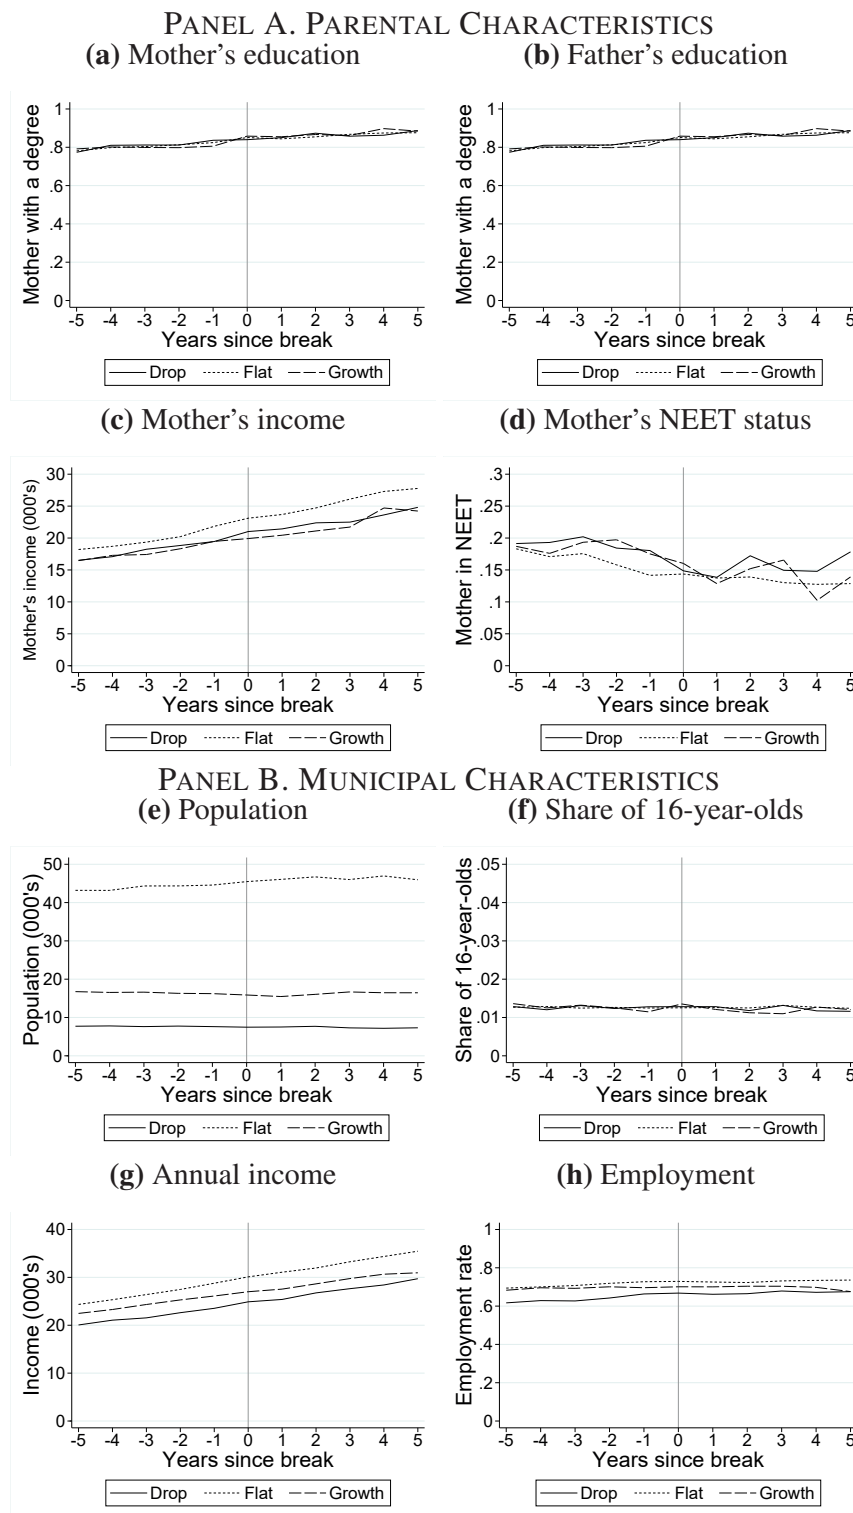 PANEL A. PARENTAL CHARACTERISTICS
(a) Mother's education
(b) Father's education
Mother with a degree
1
.8
.6
.4
.2
0
-5 -4 -3 -2 -1 0 1 2 3 4 5
Years since break
Drop Flat Growth
Mother with a degree
1
.8
.6
.4
.2
0
-5 -4 -3 -2 -1 0 1 2 3 4 5
Years since break
Drop Flat Growth
(c) Mother's income
(d) Mother's NEET status
Mother's income (000's)
30
25
20
15
10
5
0
-5 -4 -3 -2 -1 0 1 2 3 4 5
Years since break
Drop Flat Growth
Mother in NEET
.3
.25
.2
.15
.1
.05
0
-5 -4 -3 -2 -1 0 1 2 3 4 5
Years since break
Drop Flat Growth
PANEL B. MUNICIPAL CHARACTERISTICS
(e) Population
(f) Share of 16-year-olds
Population (000's)
50
40
30
20
10
0
-5 -4 -3 -2 -1 0 1 2 3 4 5
Years since break
Drop Flat Growth
Share of 16-year-olds
.05
.04
.03
.02
.01
0
-5 -4 -3 -2 -1 0 1 2 3 4 5
Years since break
Drop Flat Growth
(g) Annual income
(h) Employment
Income (000's)
40
30
20
10
0
-5 -4 -3 -2 -1 0 1 2 3 4 5
Years since break
Drop Flat Growth
Employment rate
1
.8
.6
.4
.2
0
-5 -4 -3 -2 -1 0 1 2 3 4 5
Years since break
Drop Flat Growth